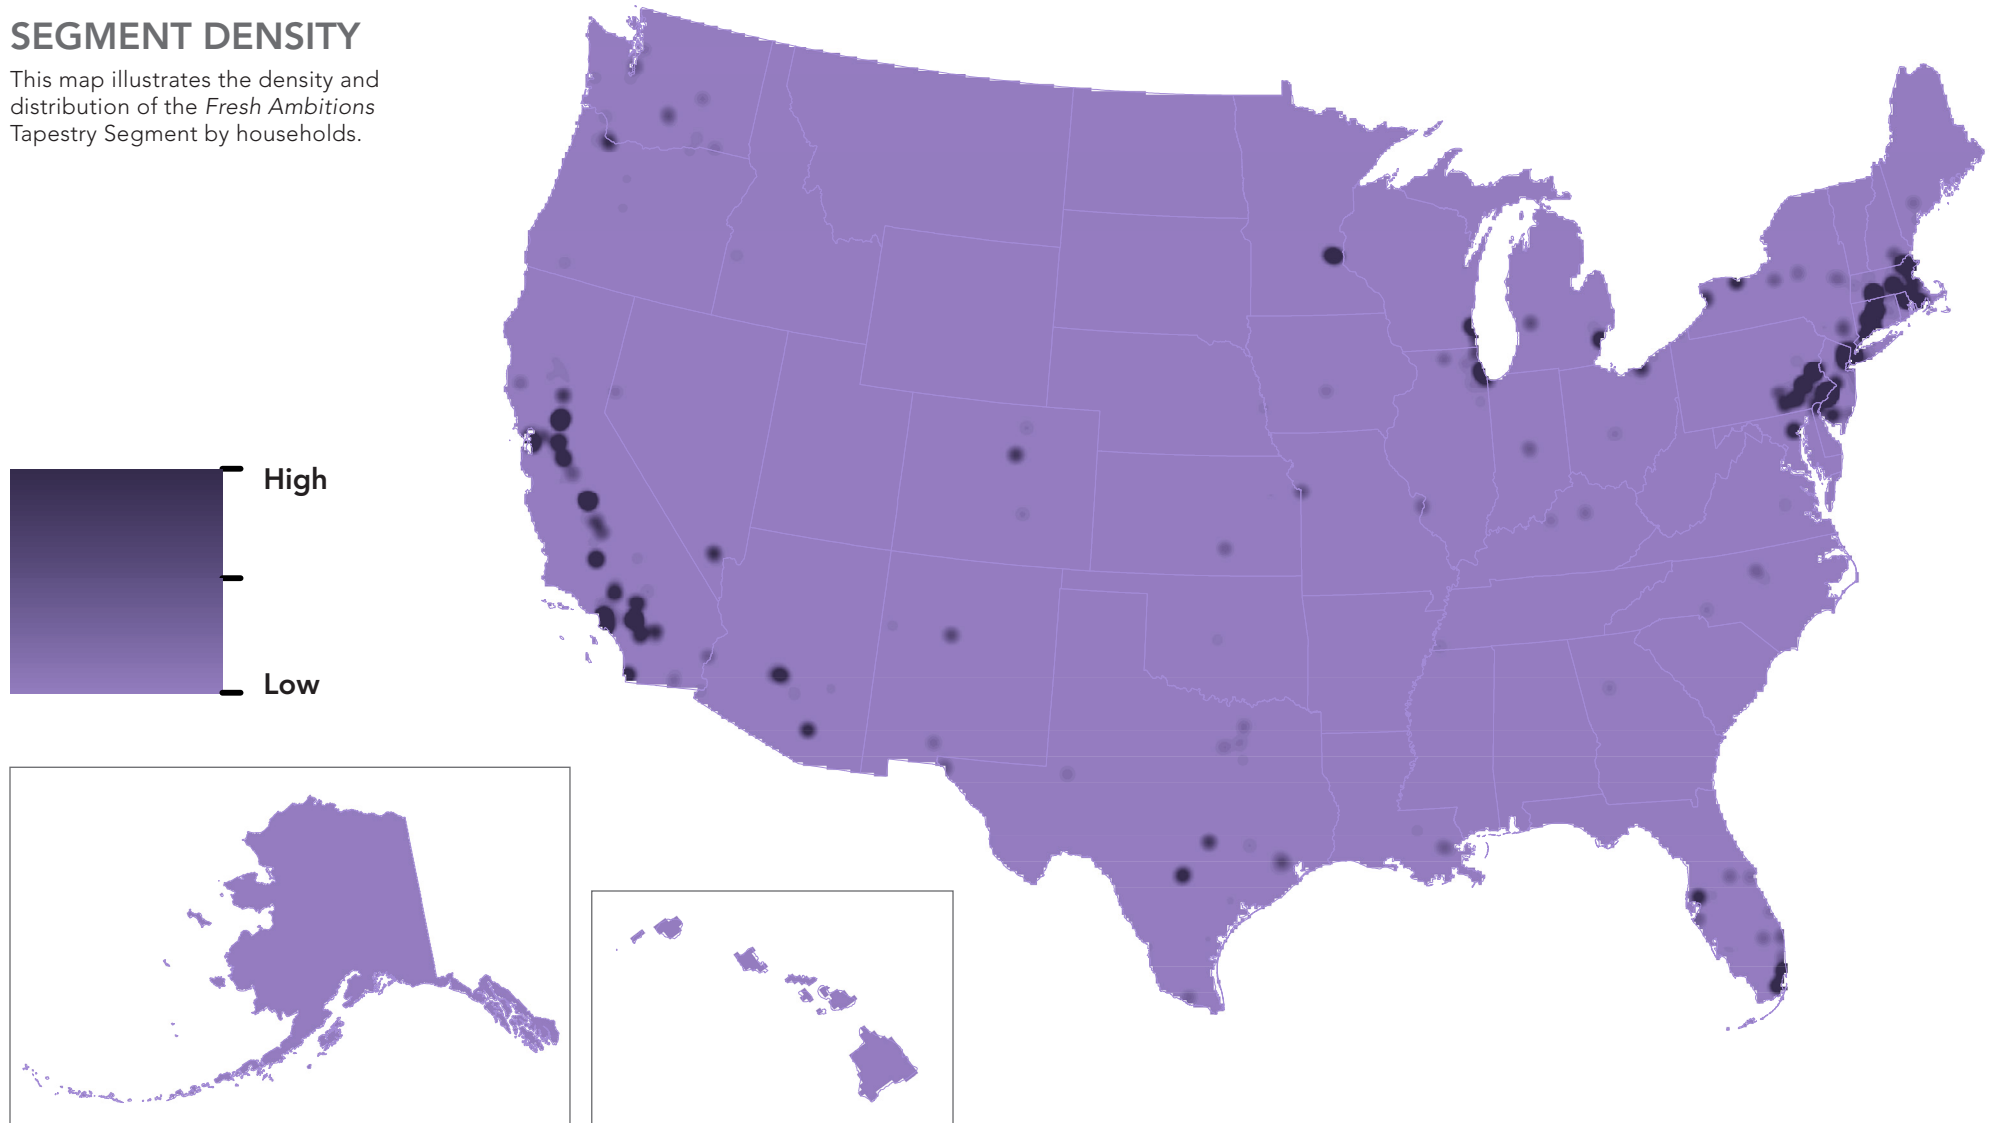 SEGMENT DENSITY
This map illustrates the density and
distribution of the Fresh Ambitions
Tapestry Segment by households.
High
Low